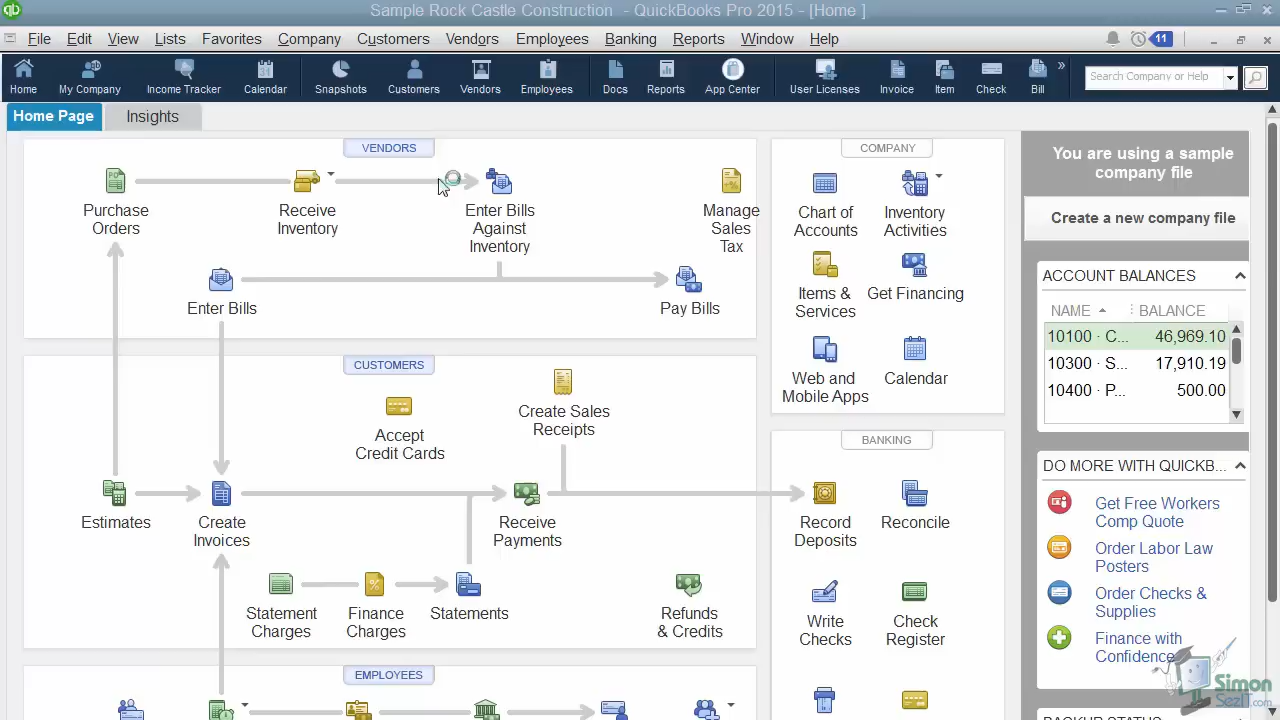 Sample Rock Castle Construction - QuickBooks Pro 2015 - [Home ]
File Edit View Lists Favorites Company Customers Vendors Employees Banking Reports Window Help
11
Home My Company Income Tracker Calendar Snapshots Customers Vendors Employees Docs Reports App Center User Licenses Invoice Item Check Bill
Search Company or Help
Home Page Insights
VENDORS
Purchase
Orders
Receive
Inventory
Enter Bills
Against
Inventory
Manage
Sales
Tax
Enter Bills
Pay Bills
CUSTOMERS
Accept
Credit Cards
Create Sales
Receipts
Estimates
Create
Invoices
Receive
Payments
Statement
Charges
Finance
Charges
Statements
Refunds
& Credits
EMPLOYEES
COMPANY
Chart of
Accounts
Inventory
Activities
Items &
Services
Get Financing
Web and
Mobile Apps
Calendar
BANKING
Record
Deposits
Reconcile
Write
Checks
Check
Register
You are using a sample
company file
Create a new company file
ACCOUNT BALANCES
NAME BALANCE
10100 · C... 46,969.10
10300 · S... 17,910.19
10400 · P... 500.00
DO MORE WITH QUICKB...
Get Free Workers
Comp Quote
Order Labor Law
Posters
Order Checks &
Supplies
Finance with
Confidence
Simon
SezIT.com